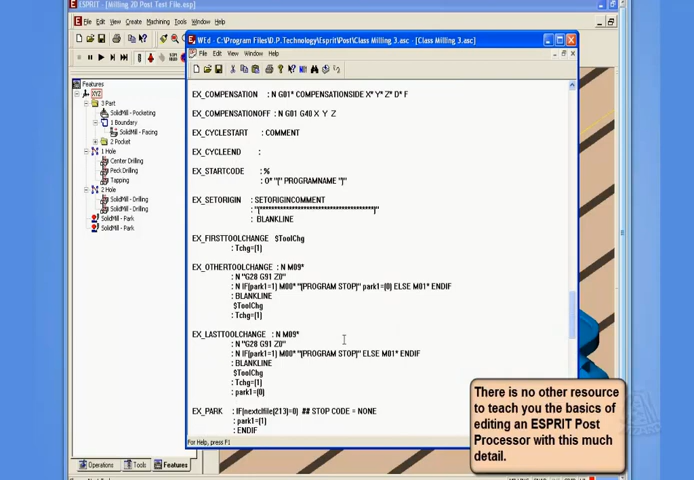 ESPRIT - [Milling 2D Post Text File.esp]
File Edit View Create Machining Tools Window Help
WEd - C:\Program Files\D.P.Technology\Esprit\Post\Class Milling 3.asc - [Class Milling 3.asc]
File Edit View Search Window Help
Features
XYZ
3 Part
SolidMill - Pocketing
1 Boundary
SolidMill - Facing
2 Pocket
1 Hole
Center Drilling
Peck Drilling
Tapping
2 Hole
SolidMill - Drilling
SolidMill - Drilling
SolidMill - Park
SolidMill - Park
EX_COMPENSATION : N G01* COMPENSATIONSIDE X* Y* Z* D* F
EX_COMPENSATIONOFF : N G01 G40 X Y Z
EX_CYCLESTART : COMMENT
EX_CYCLEEND :
EX_STARTCODE : %
: O* "(" PROGRAMNAME ")"
EX_SETORIGIN : SETORIGINCOMMENT
: BLANKLINE
EX_FIRSTTOOLCHANGE $ToolChg
: Tchg=(1)
EX_OTHERTOOLCHANGE : N M09*
: N "G28 G91 Z0"
: N IF(park1=1) M00* "(PROGRAM STOP)" park1=(0) ELSE M01* ENDIF
: BLANKLINE
$ToolChg
: Tchg=(1)
EX_LASTTOOLCHANGE : N M09*
: N "G28 G91 Z0"
: N IF(park1=1) M00* "(PROGRAM STOP)" ELSE M01* ENDIF
: BLANKLINE
$ToolChg
: Tchg=(1)
: park1=(0)
EX_PARK : IF(nextclfile(213)=0) ## STOP CODE = NONE
: park1=(1)
: ENDIF
For Help, press F1
Operations Tools Features
There is no other resource
to teach you the basics of
editing an ESPRIT Post
Processor with this much
detail.